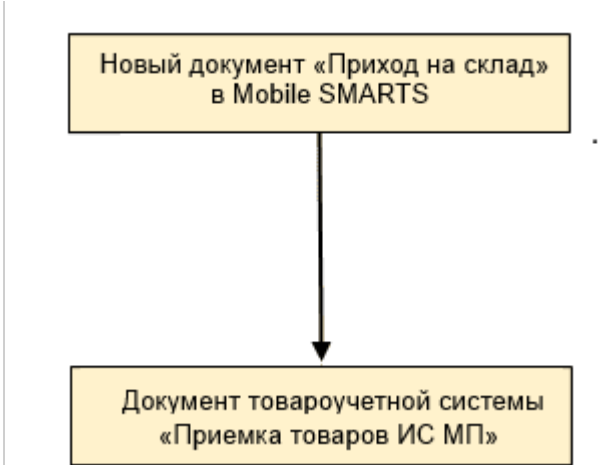 Новый документ «Приход на склад»
в Mobile SMARTS
Документ товароучетной системы
«Приемка товаров ИС МП»